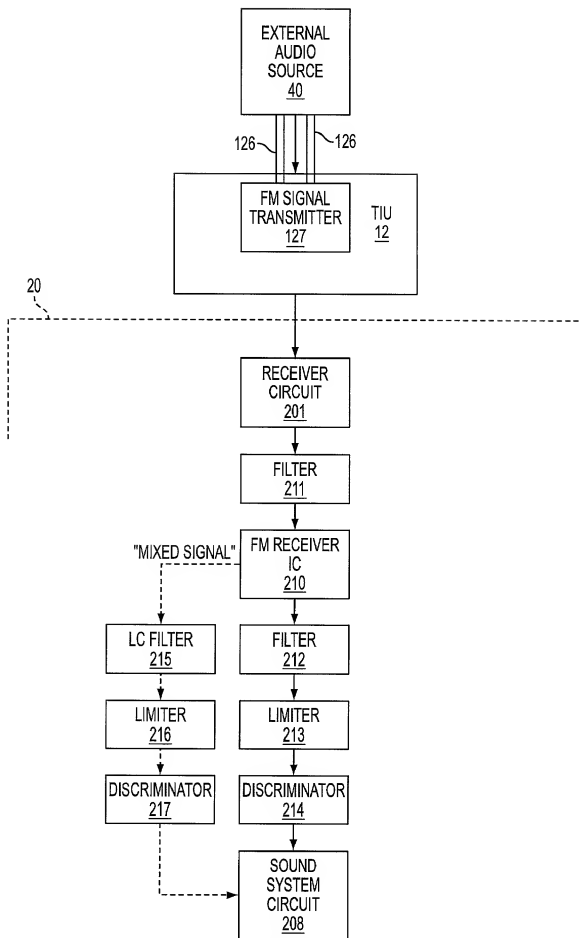 EXTERNAL
AUDIO
SOURCE
40
126
126
FM SIGNAL
TRANSMITTER
127
TIU
12
20
RECEIVER
CIRCUIT
201
FILTER
211
"MIXED SIGNAL"
FM RECEIVER
IC
210
LC FILTER
215
FILTER
212
LIMITER
216
LIMITER
213
DISCRIMINATOR
217
DISCRIMINATOR
214
SOUND
SYSTEM
CIRCUIT
208